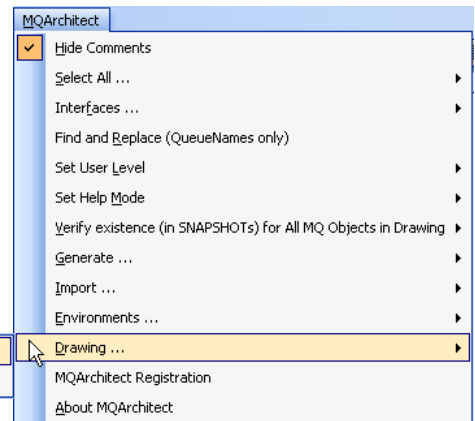 MQArchitect
Hide Comments
Select All ...
Interfaces ...
Find and Replace (QueueNames only)
Set User Level
Set Help Mode
Verify existence (in SNAPSHOTs) for All MQ Objects in Drawing
Generate ...
Import ...
Environments ...
Drawing ...
MQArchitect Registration
About MQArchitect